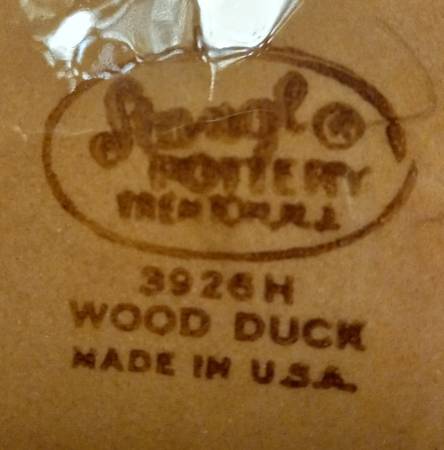 Stangl ®
POTTERY
TRENTON, N.J.
3926H
WOOD DUCK
MADE IN U.S.A.